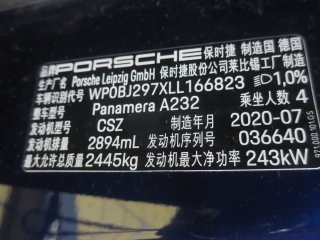 品牌 PORSCHE 保时捷 制造国 德国
生产厂名 Porsche Leipzig GmbH 保时捷股份公司莱比锡工厂
车辆识别代号 WP0BJ297XLL166823 1,0%
整车型号 Panamera A232 乘坐人数 4
发动机型号 CSZ 制造年月 2020-07
发动机排量 2894mL 发动机序列号 036640
最大允许总质量 2445kg 发动机最大净功率 243kW